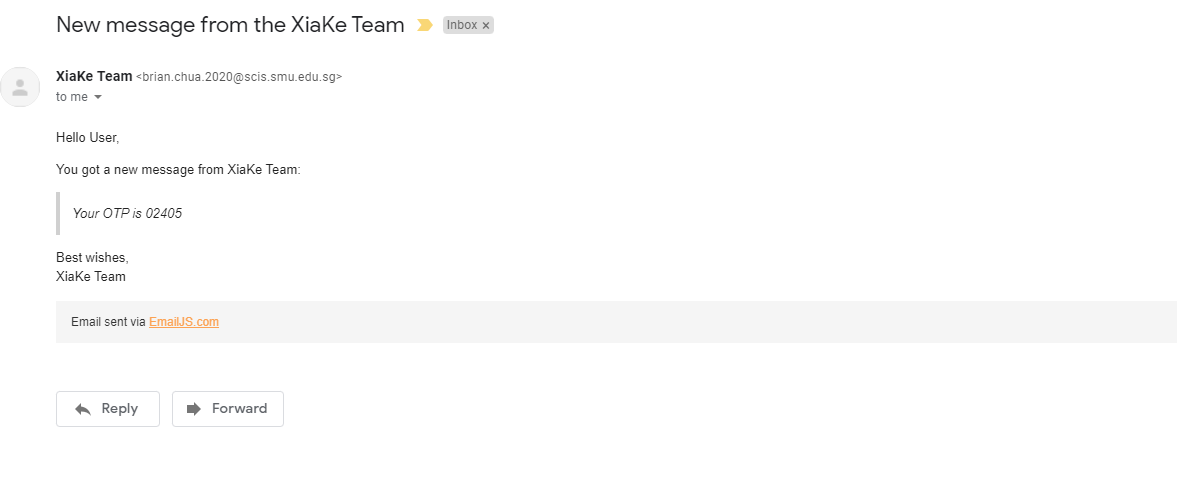 New message from the XiaKe Team Inbox ×
XiaKe Team <brian.chua.2020@scis.smu.edu.sg>
to me
Hello User,
You got a new message from XiaKe Team:
Your OTP is 02405
Best wishes,
XiaKe Team
Email sent via EmailJS.com
Reply Forward